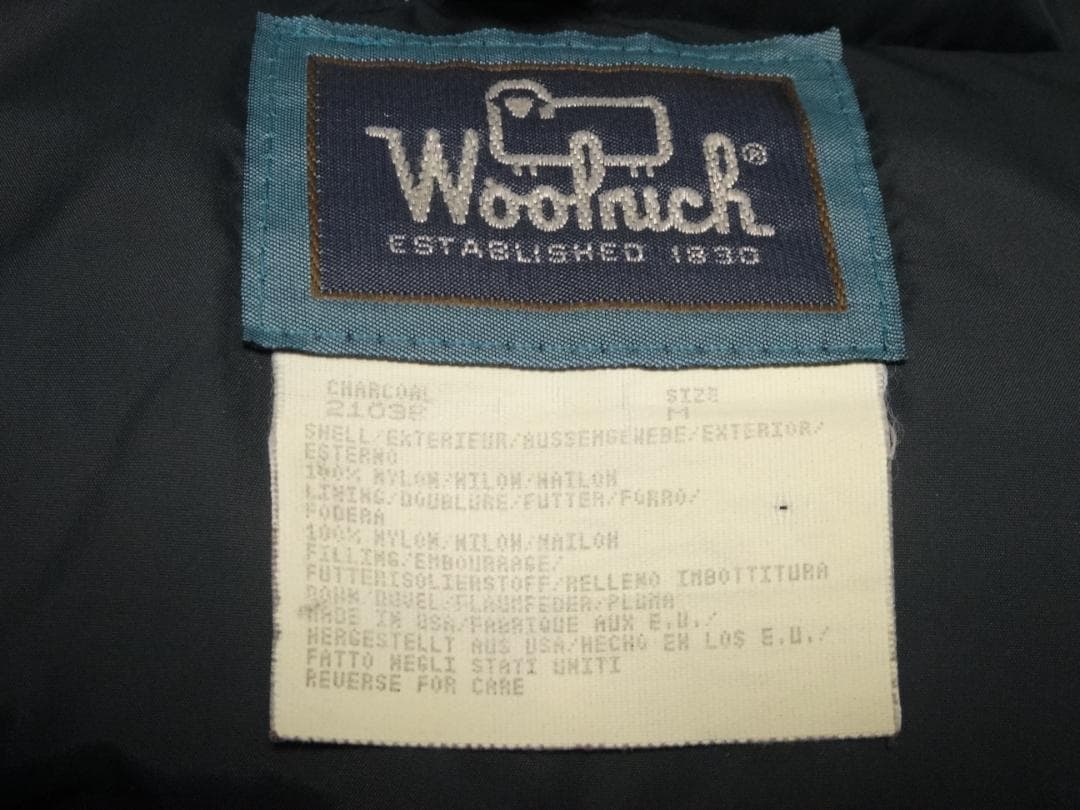 Woolrich®
ESTABLISHED 1830
CHARCOAL SIZE
M
SHELL/EXTERIEUR/AUSSENGEWEBE/EXTERIOR/
ESTERNO
100% NYLON/NILON/NAILON
LINING/DOUBLURE/FUTTER/FORRO/
FODERA
100% NYLON/NILON/NAILON
FILLING/EMBOURRAGE/
FUTTERISOLIERSTOFF/RELLENO IMBOTTITURA
DOWN/DUVEL/FLAUMFEDER/PLUMA
MADE IN USA/FABRIQUE AUX E.U./
HERGESTELLT AUS USA/HECHO EN LOS E.U./
FATTO NEGLI STATI UNITI
REVERSE FOR CARE